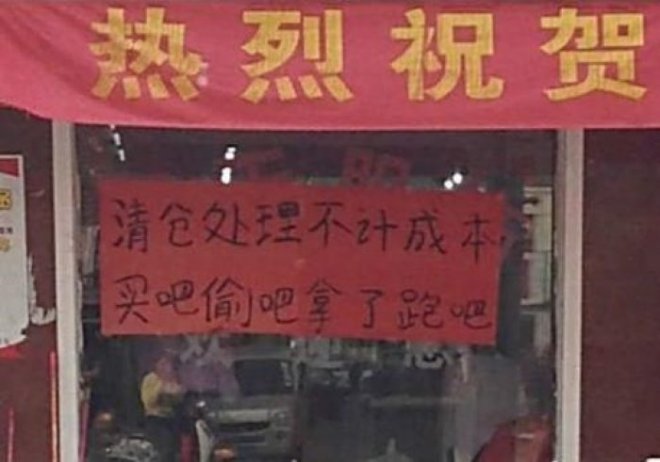 热烈祝贺
清仓处理不计成本
买吧偷吧拿了跑吧